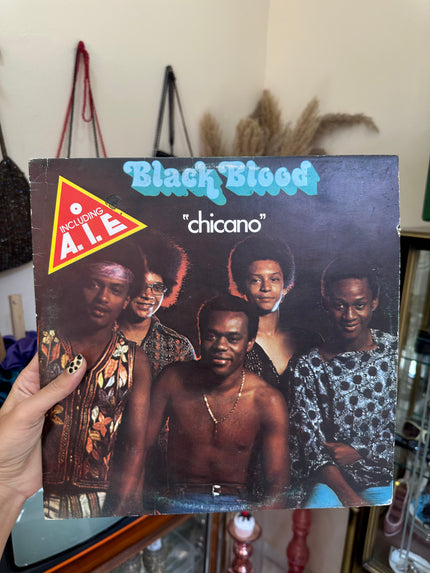 Black Blood
"chicano"
INCLUDING
A.I.E